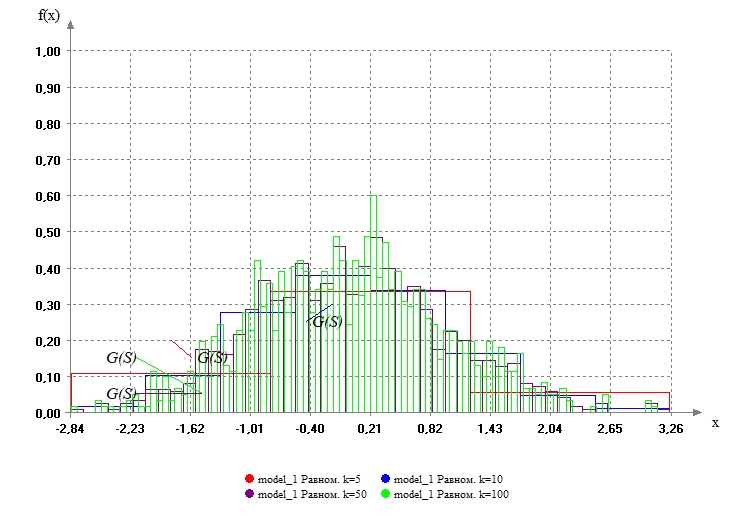 f(x)
1,00
0,90
0,80
0,70
0,60
0,50
0,40
0,30
G(S)
0,20
G(S) G(S)
0,10
G(S)
0,00
-2,84 -2,23 -1,62 -1,01 -0,40 0,21 0,82 1,43 2,04 2,65 3,26
x
model_1 Равном. k=5 model_1 Равном. k=10
model_1 Равном. k=50 model_1 Равном. k=100